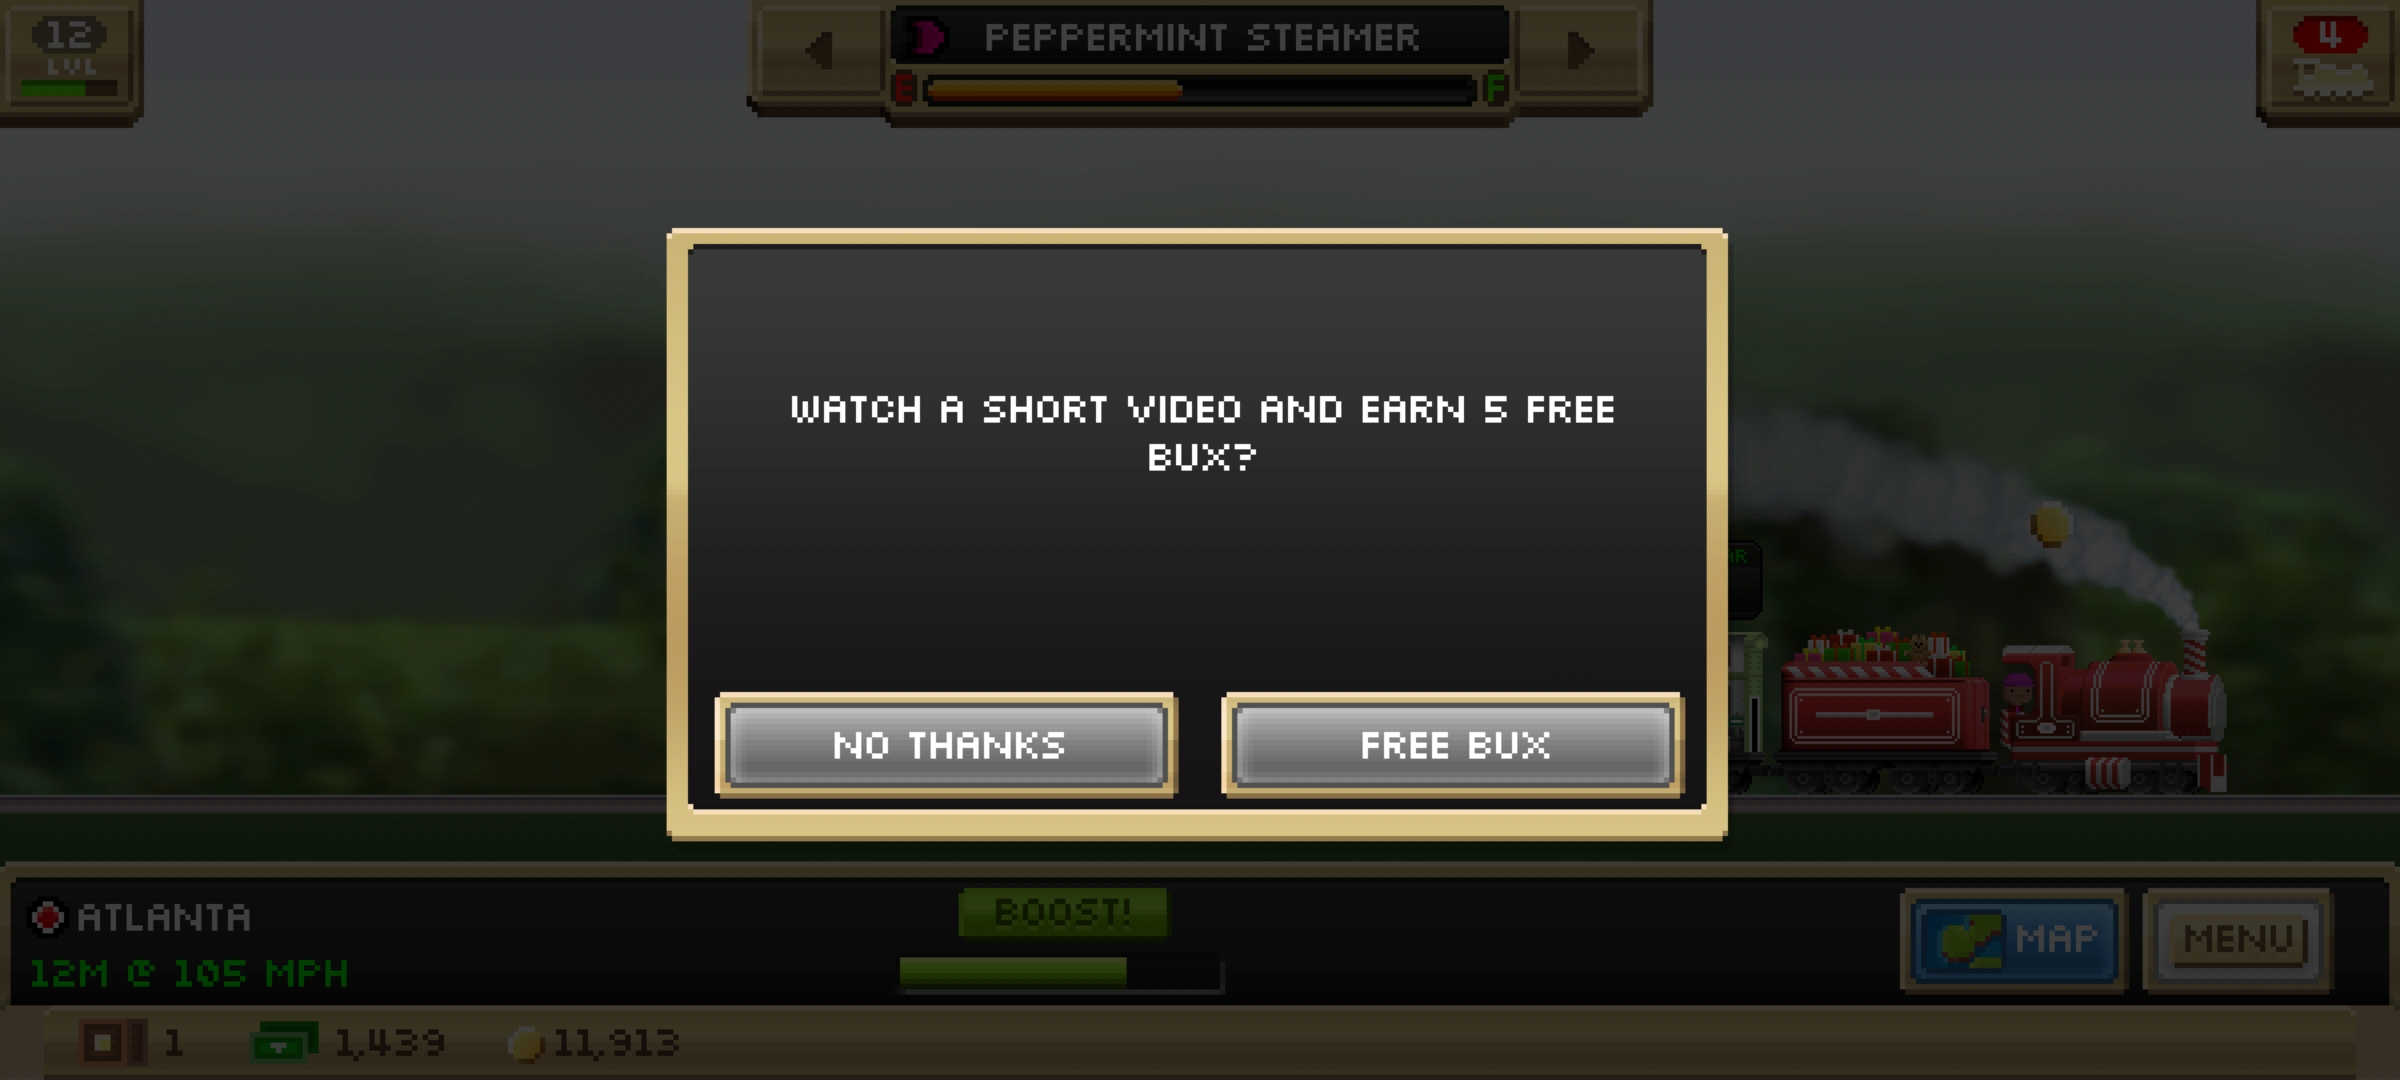 12
LVL
PEPPERMINT STEAMER
E
F
4
WATCH A SHORT VIDEO AND EARN 5 FREE
BUX?
NO THANKS
FREE BUX
ATLANTA
12M @ 105 MPH
BOOST!
MAP
MENU
1
1,439
11,913